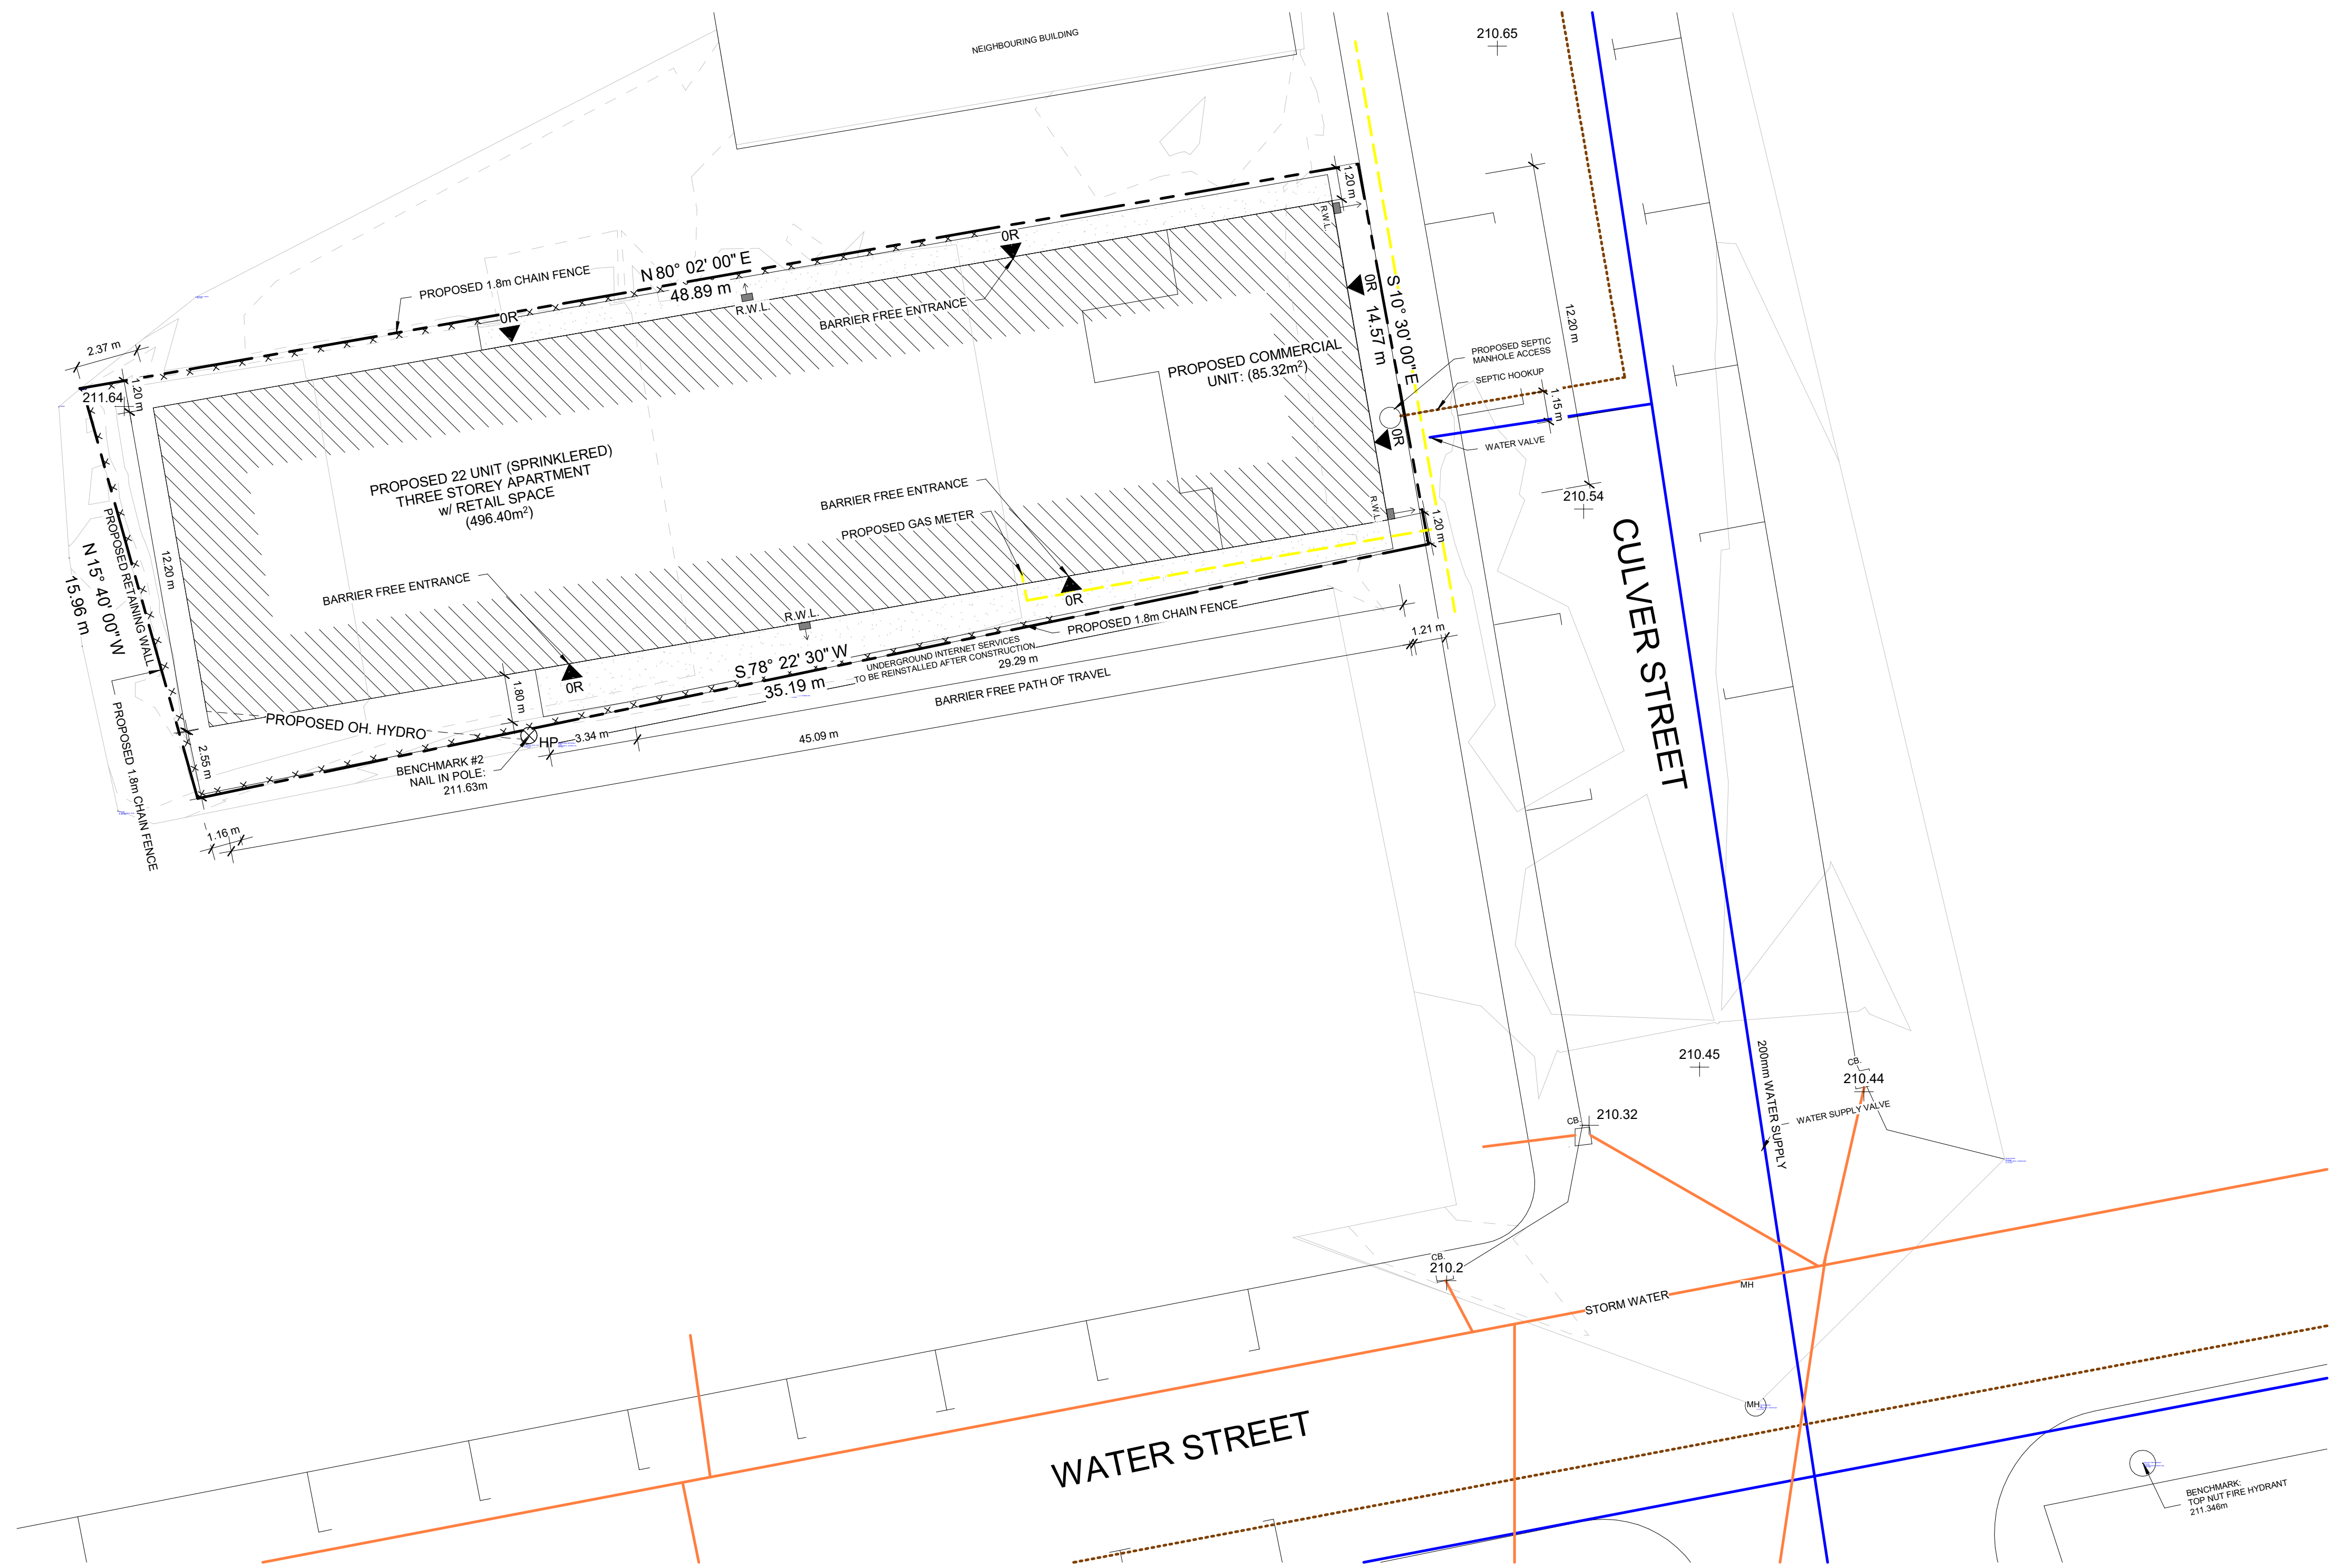 NEIGHBOURING BUILDING
210.65
PROPOSED 1.8m CHAIN FENCE
N 80° 02' 00" E
48.89 m
0R
0R
R.W.L.
BARRIER FREE ENTRANCE
1.20 m
R.W.L.
0R
S 10° 30' 00" E
14.57 m
12.20 m
2.37 m
1.20 m
211.64
PROPOSED COMMERCIAL
UNIT: (85.32m²)
PROPOSED SEPTIC
MANHOLE ACCESS
SEPTIC HOOKUP
1.15 m
0R
WATER VALVE
PROPOSED 22 UNIT (SPRINKLERED)
THREE STOREY APARTMENT
w/ RETAIL SPACE
(496.40m²)
BARRIER FREE ENTRANCE
PROPOSED GAS METER
R.W.L.
1.20 m
210.54
CULVER STREET
N 15° 40' 00" W
15.96 m
PROPOSED RETAINING WALL
12.20 m
BARRIER FREE ENTRANCE
0R
R.W.L.
PROPOSED 1.8m CHAIN FENCE
1.21 m
UNDERGROUND INTERNET SERVICES
TO BE REINSTALLED AFTER CONSTRUCTION
S 78° 22' 30" W
35.19 m
29.29 m
BARRIER FREE PATH OF TRAVEL
0R
1.80 m
PROPOSED OH. HYDRO
HP
3.34 m
45.09 m
2.55 m
BENCHMARK #2
NAIL IN POLE:
211.63m
PROPOSED 1.8m CHAIN FENCE
1.16 m
210.45
200mm WATER SUPPLY
CB.
210.44
WATER SUPPLY VALVE
CB.
210.32
CB.
210.2
MH
STORM WATER
MH
WATER STREET
BENCHMARK:
TOP NUT FIRE HYDRANT
211.346m